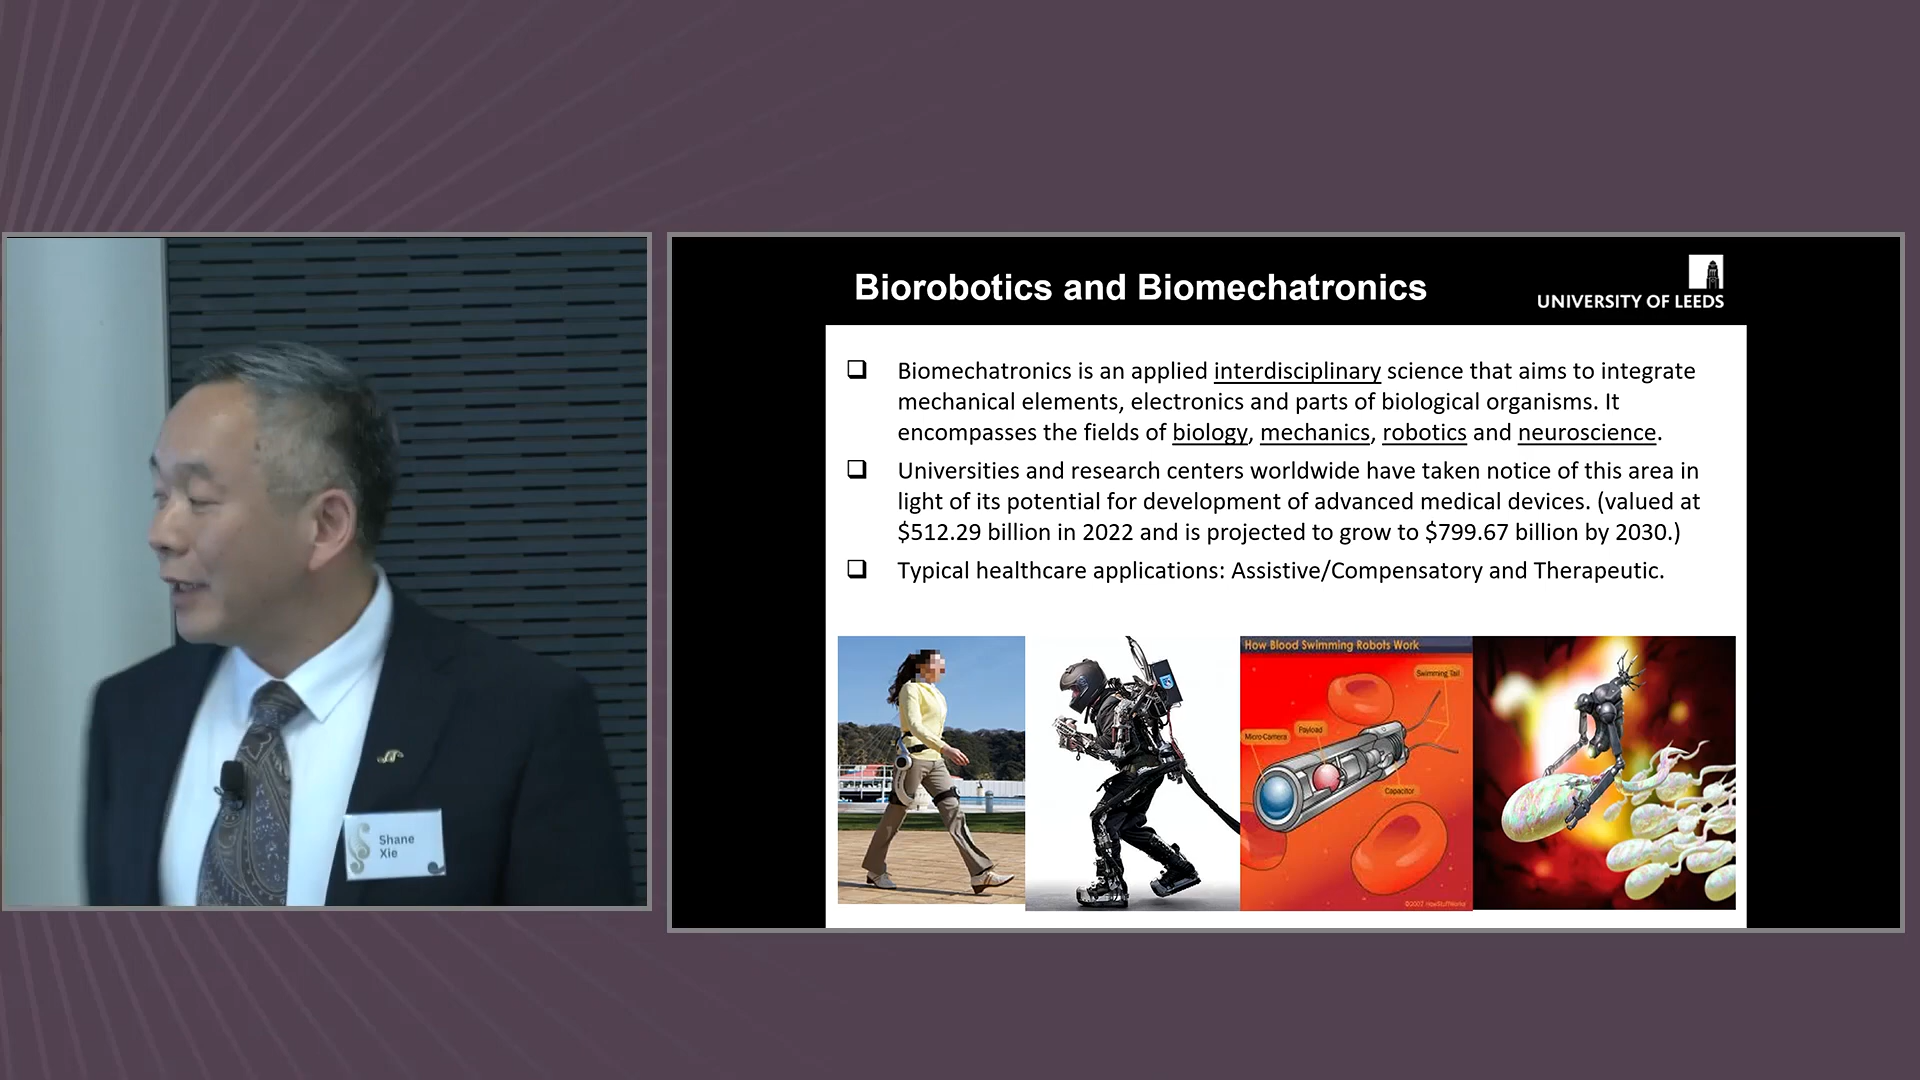 Biorobotics and Biomechatronics
UNIVERSITY OF LEEDS
Biomechatronics is an applied interdisciplinary science that aims to integrate
mechanical elements, electronics and parts of biological organisms. It
encompasses the fields of biology, mechanics, robotics and neuroscience.
Universities and research centers worldwide have taken notice of this area in
light of its potential for development of advanced medical devices. (valued at
$512.29 billion in 2022 and is projected to grow to $799.67 billion by 2030.)
Typical healthcare applications: Assistive/Compensatory and Therapeutic.
How Blood Swimming Robots Work
Swimming Tail
Payload
Micro-Camera
Capacitor
©2007 HowStuffWorks
Shane
Xie